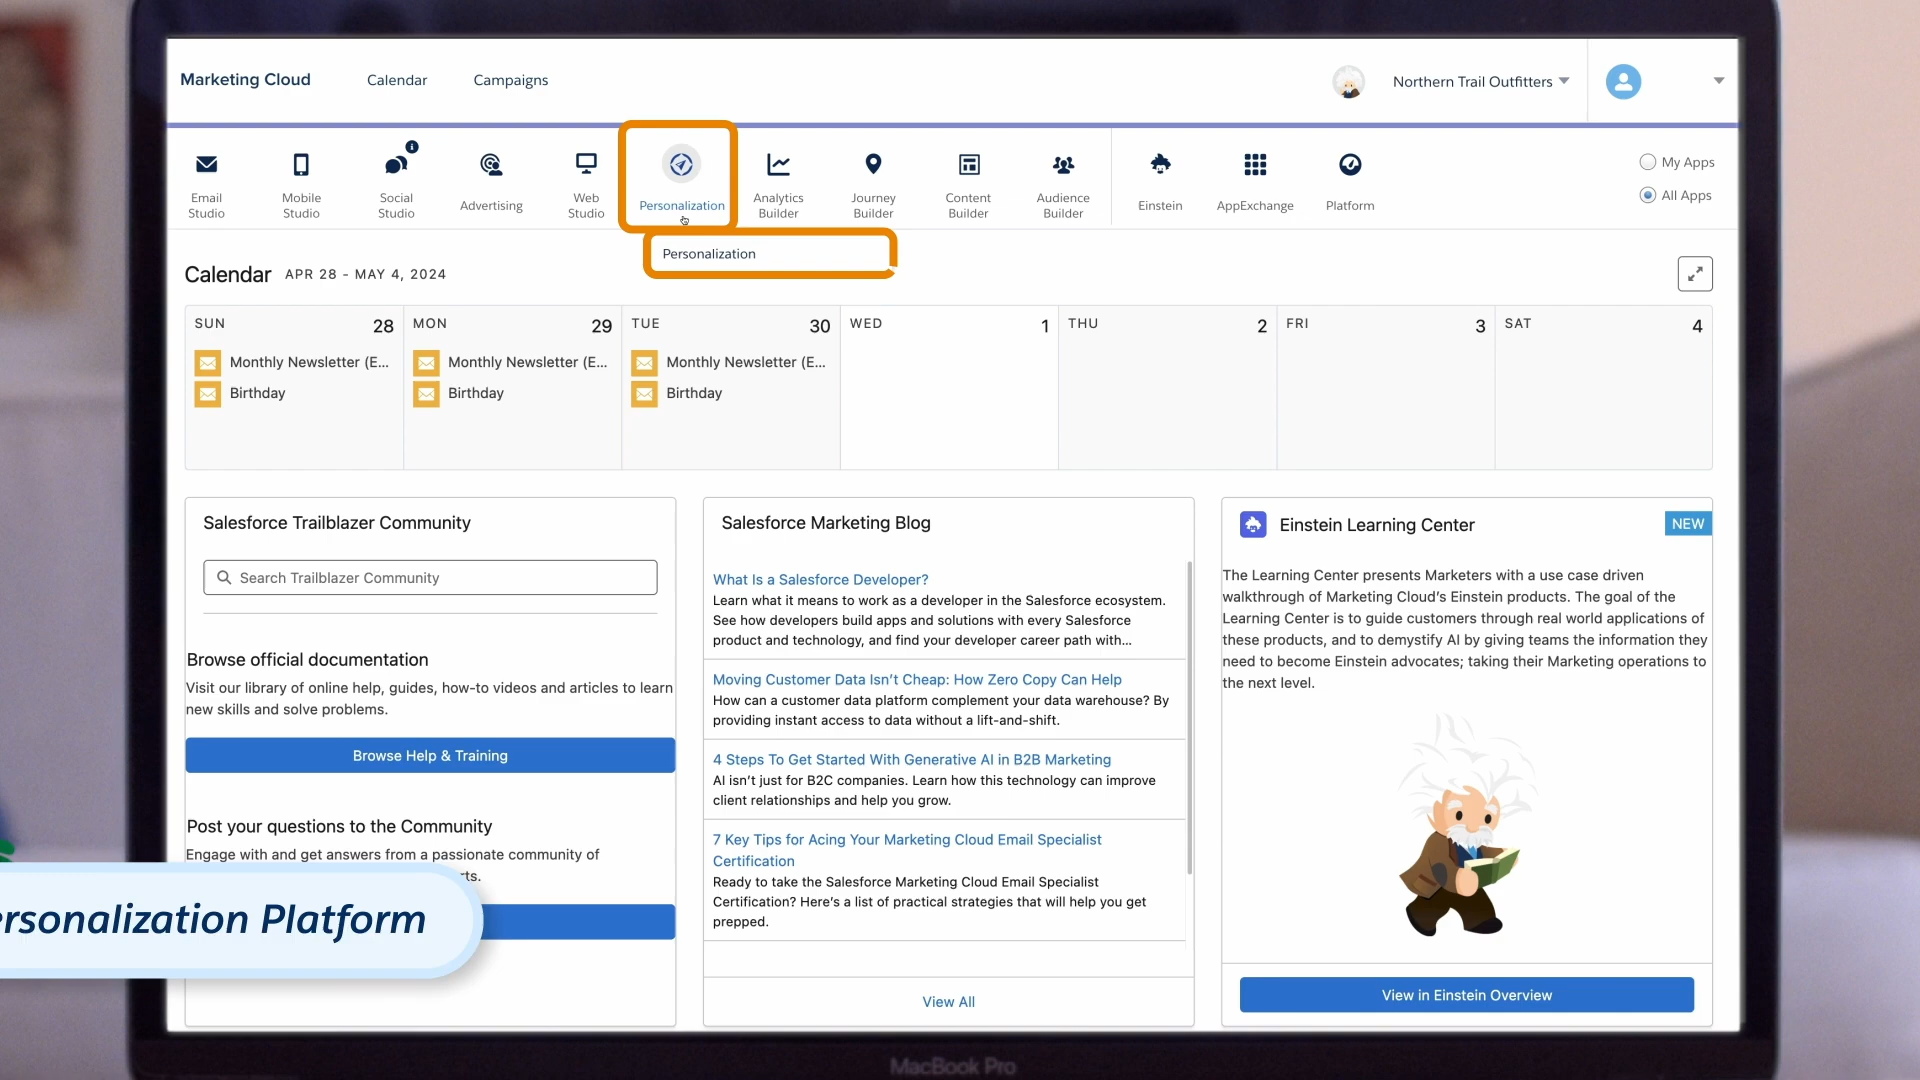 Marketing Cloud
Calendar
Campaigns
Northern Trail Outfitters
Email
Studio
Mobile
Studio
Social
Studio
Advertising
Web
Studio
Personalization
Analytics
Builder
Journey
Builder
Content
Builder
Audience
Builder
Einstein
AppExchange
Platform
My Apps
All Apps
Personalization
Calendar APR 28 - MAY 4, 2024
SUN 28
Monthly Newsletter (E...
Birthday
MON 29
Monthly Newsletter (E...
Birthday
TUE 30
Monthly Newsletter (E...
Birthday
WED 1
THU 2
FRI 3
SAT 4
Salesforce Trailblazer Community
Search Trailblazer Community
Browse official documentation
Visit our library of online help, guides, how-to videos and articles to learn
new skills and solve problems.
Browse Help & Training
Post your questions to the Community
Engage with and get answers from a passionate community of
rts.
ersonalization Platform
Salesforce Marketing Blog
What Is a Salesforce Developer?
Learn what it means to work as a developer in the Salesforce ecosystem.
See how developers build apps and solutions with every Salesforce
product and technology, and find your developer career path with...
Moving Customer Data Isn't Cheap: How Zero Copy Can Help
How can a customer data platform complement your data warehouse? By
providing instant access to data without a lift-and-shift.
4 Steps To Get Started With Generative AI in B2B Marketing
AI isn't just for B2C companies. Learn how this technology can improve
client relationships and help you grow.
7 Key Tips for Acing Your Marketing Cloud Email Specialist
Certification
Ready to take the Salesforce Marketing Cloud Email Specialist
Certification? Here's a list of practical strategies that will help you get
prepped.
View All
Einstein Learning Center
NEW
The Learning Center presents Marketers with a use case driven
walkthrough of Marketing Cloud's Einstein products. The goal of the
Learning Center is to guide customers through real world applications of
these products, and to demystify AI by giving teams the information they
need to become Einstein advocates; taking their Marketing operations to
the next level.
View in Einstein Overview
MacBook Pro